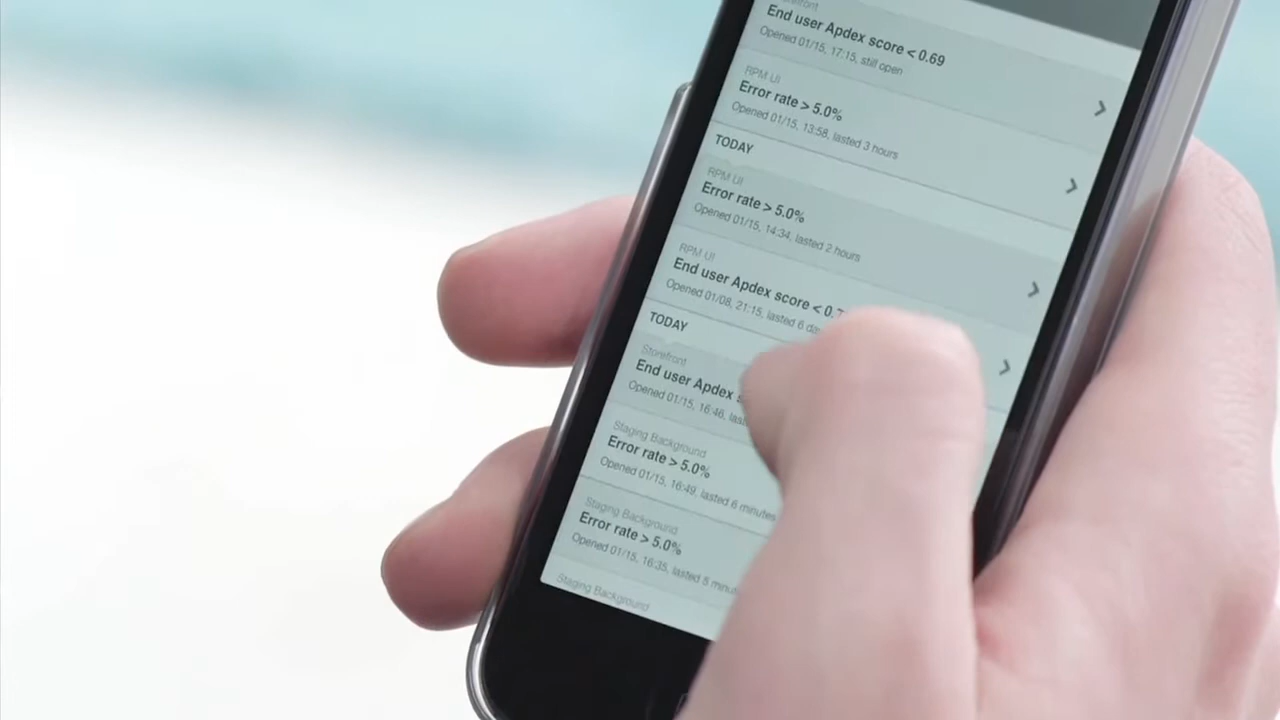 Storefront
End user Apdex score < 0.69
Opened 01/15, 17:15, still open
RPM UI
Error rate > 5.0%
Opened 01/15, 13:58, lasted 3 hours
TODAY
RPM UI
Error rate > 5.0%
Opened 01/15, 14:34, lasted 2 hours
RPM UI
End user Apdex score < 0.7
Opened 01/08, 21:15, lasted 6
TODAY
Storefront
End user Apdex
Opened 01/15, 16:46,
Staging Background
Error rate > 5.0%
Opened 01/15, 16:49, lasted 6 minutes
Staging Background
Error rate > 5.0%
Opened 01/15, 16:35, lasted 5
Staging Background